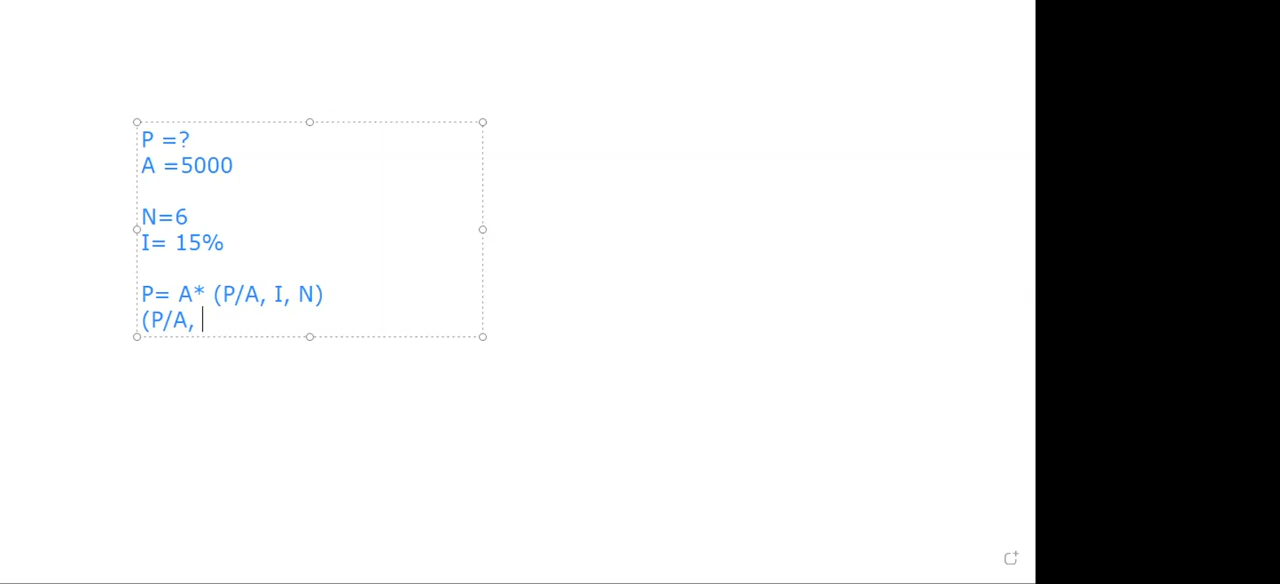 P =?
A =5000
N=6
I= 15%
P= A* (P/A, I, N)
(P/A,